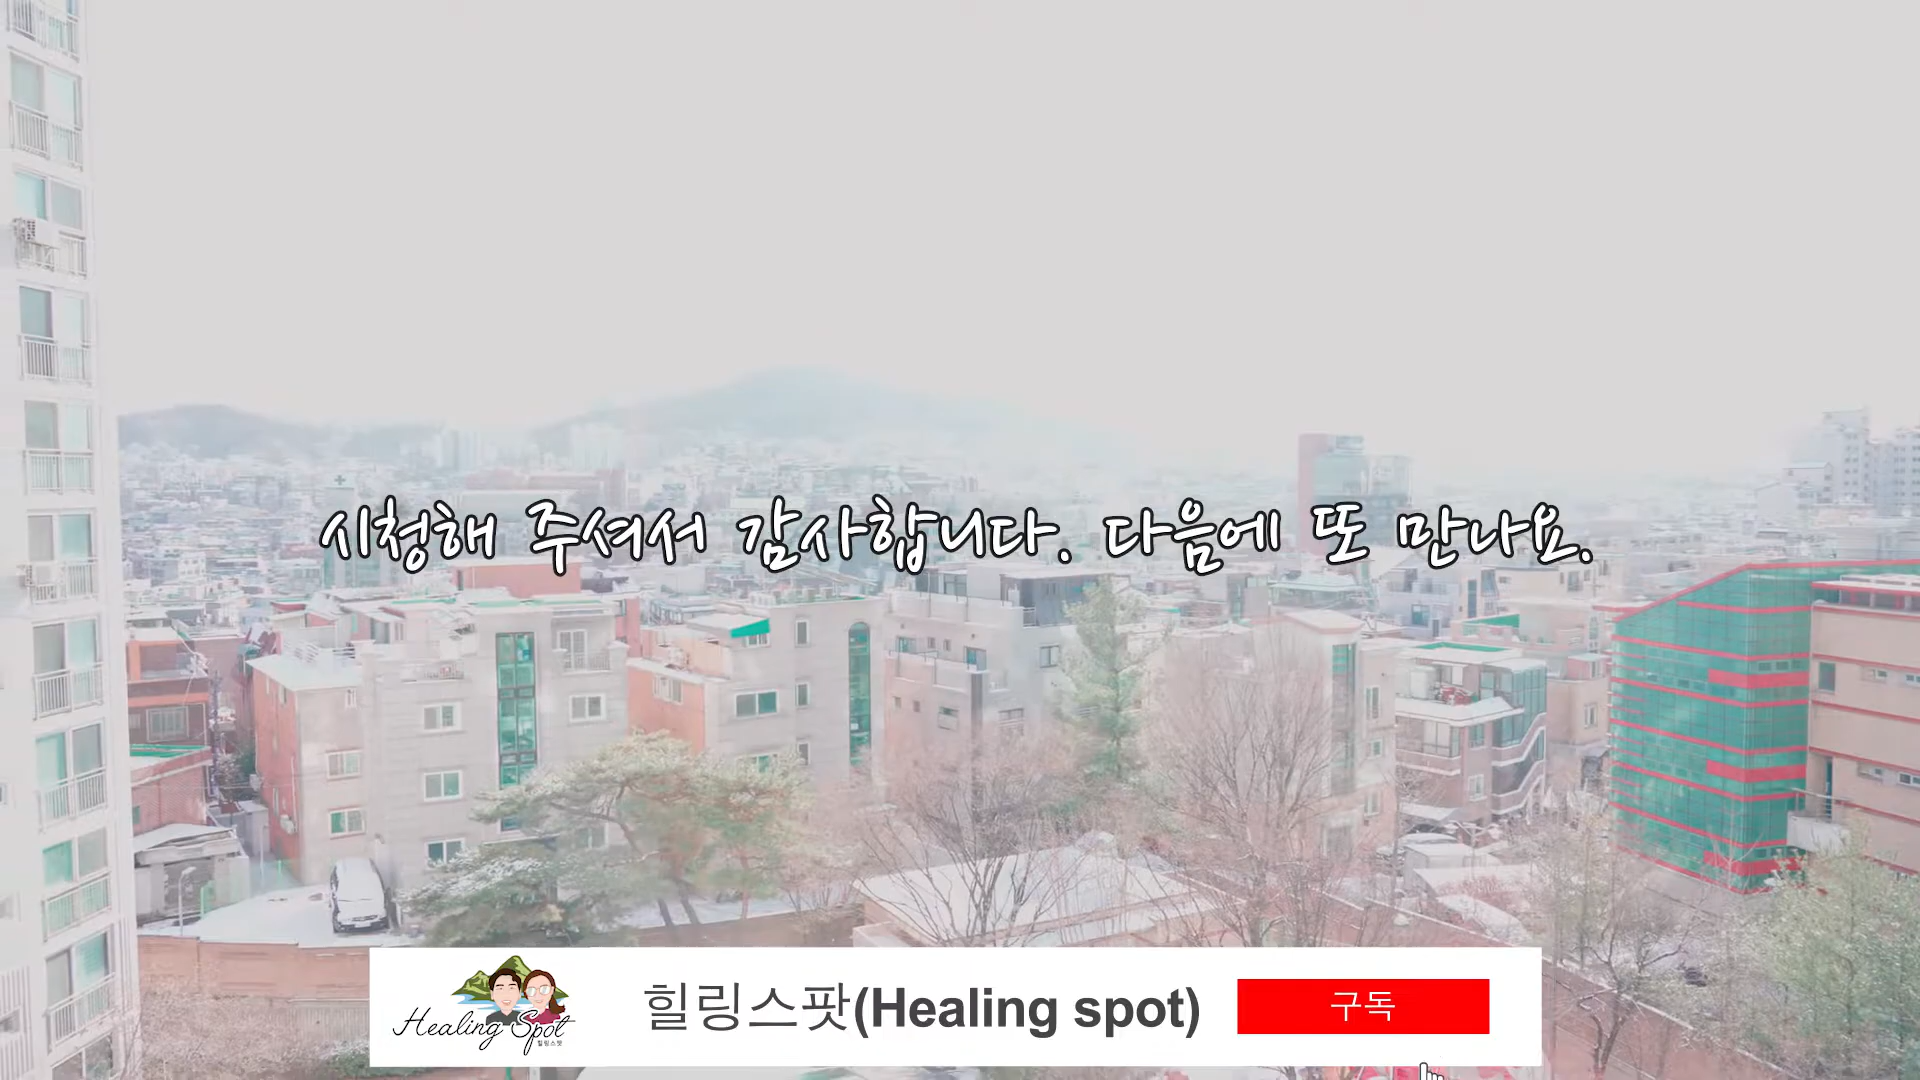 시청해 주셔서 감사합니다. 다음에 또 만나요.
Healing Spot
힐링스팟
힐링스팟(Healing spot)
구독